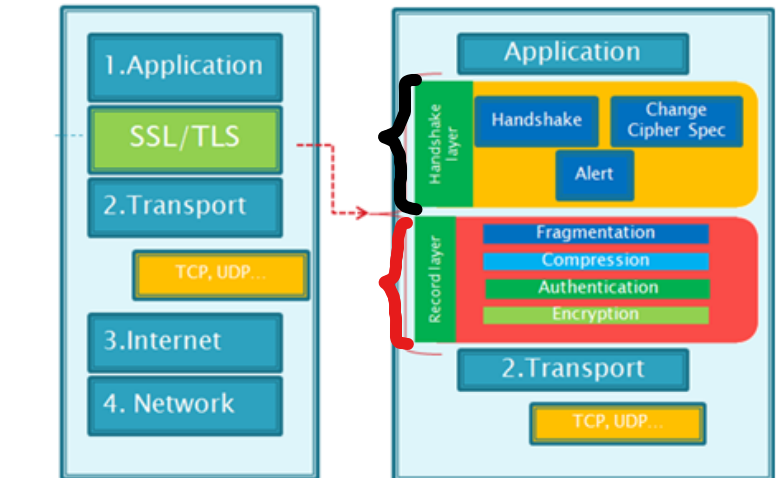 1.Application
SSL/TLS
2.Transport
TCP, UDP...
3.Internet
4. Network
Application
Handshake
layer
Handshake
Change
Cipher Spec
Alert
Record layer
Fragmentation
Compression
Authentication
Encryption
2.Transport
TCP, UDP...